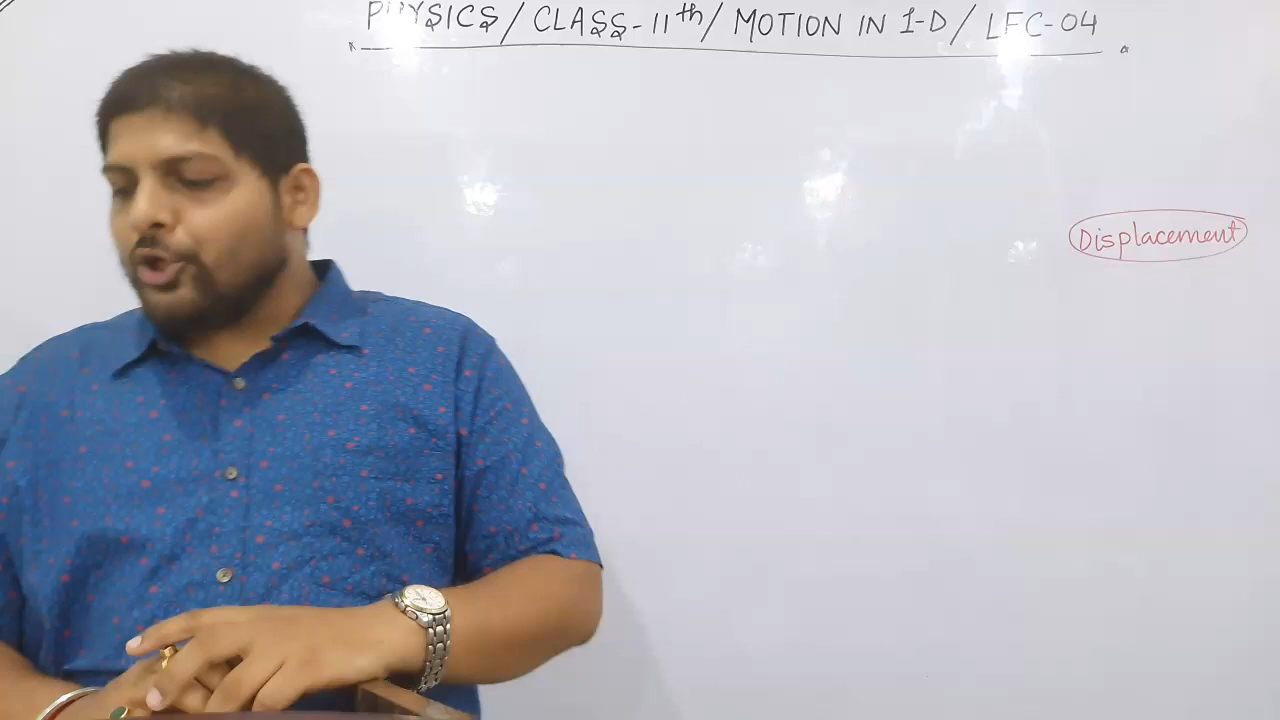 PHYSICS / CLASS-11th / MOTION IN 1-D / LEC-04
Displacement